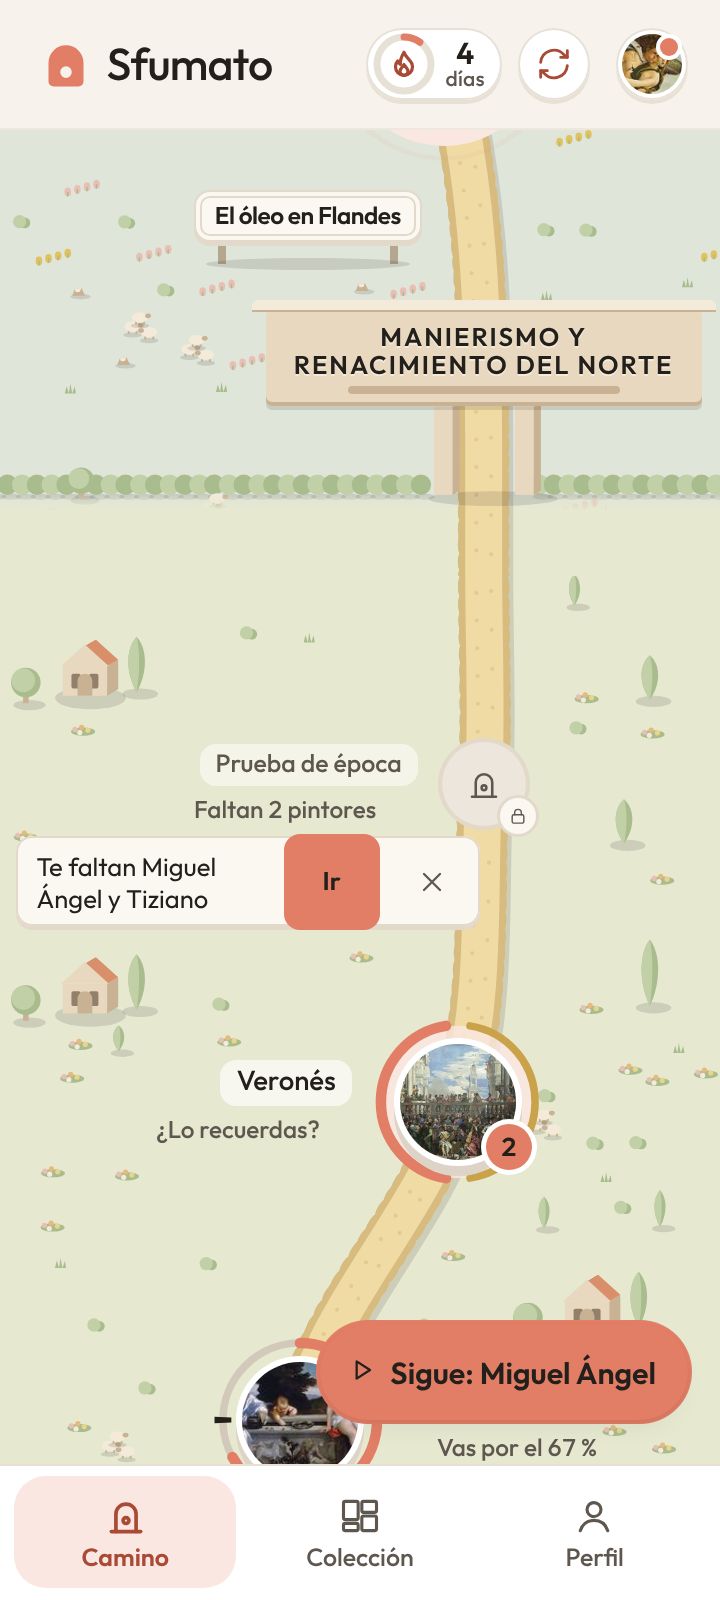 Sfumato
4
días
El óleo en Flandes
MANIERISMO Y
RENACIMIENTO DEL NORTE
Prueba de época
Faltan 2 pintores
Te faltan Miguel
Ángel y Tiziano
Ir
Veronés
¿Lo recuerdas?
2
Sigue: Miguel Ángel
Vas por el 67 %
Camino
Colección
Perfil